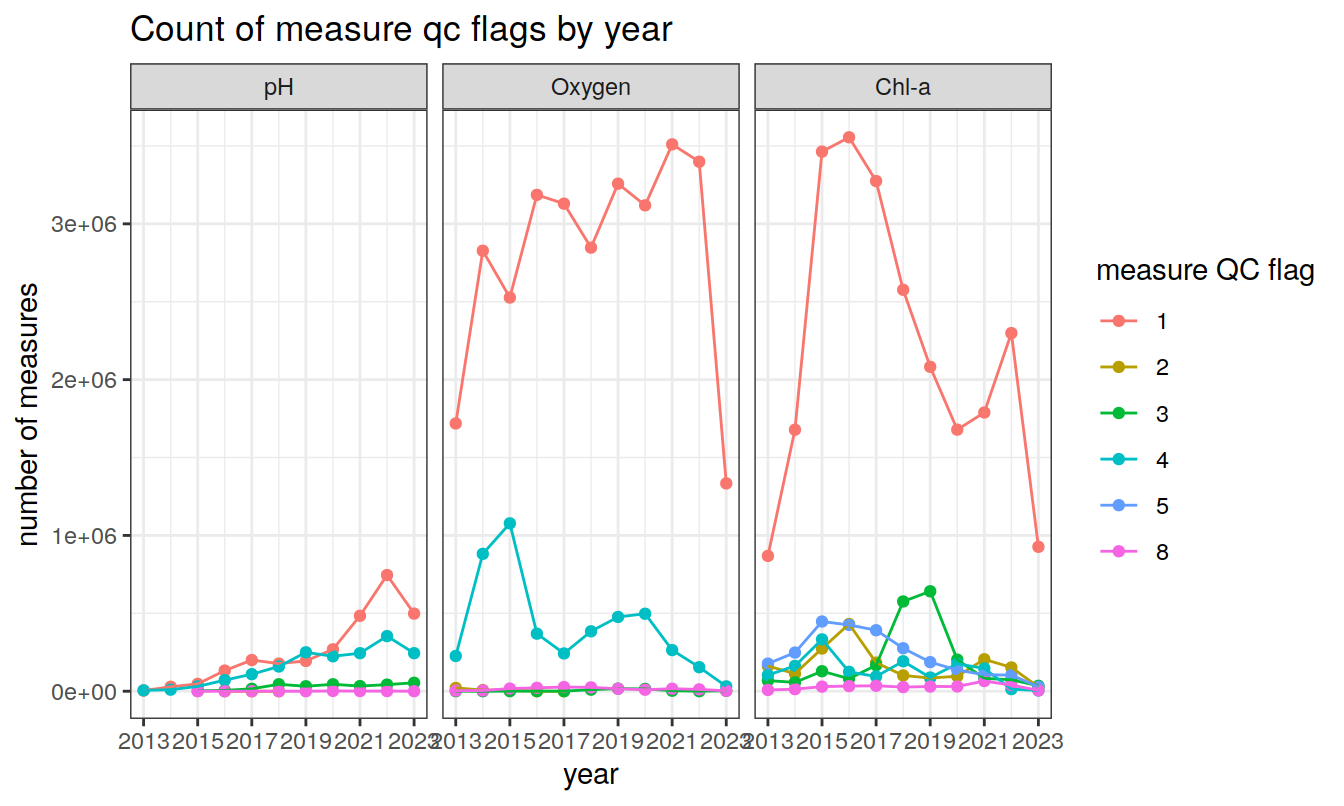 Count of measure qc flags by year
pH
Oxygen
Chl-a
number of measures
3e+06
2e+06
1e+06
0e+00
2013 2015 2017 2019 2021 2023
2013 2015 2017 2019 2021 2023
2013 2015 2017 2019 2021 2023
year
measure QC flag
1
2
3
4
5
8